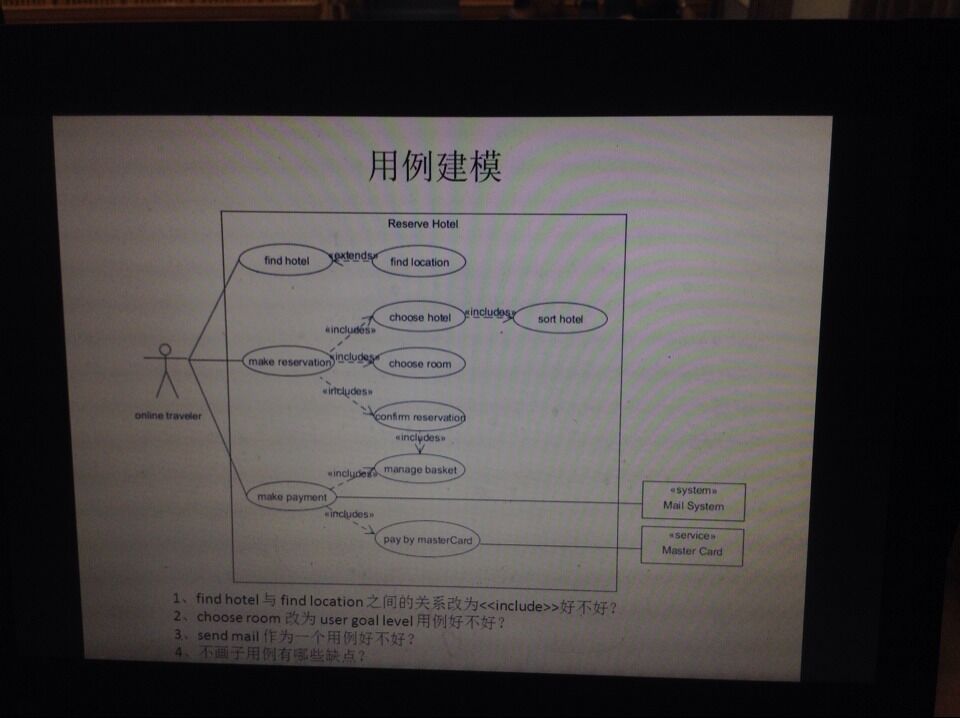 用例建模
Reserve Hotel
find hotel
«extends»
find location
choose hotel
«includes»
sort hotel
«includes»
make reservation
«includes»
choose room
«includes»
online traveler
confirm reservation
«includes»
manage basket
«includes»
make payment
«includes»
pay by masterCard
«system»
Mail System
«service»
Master Card
1、find hotel 与 find location 之间的关系改为<<include>>好不好？
2、choose room 改为 user goal level 用例好不好？
3、send mail 作为一个用例好不好？
4、不画子用例有哪些缺点？